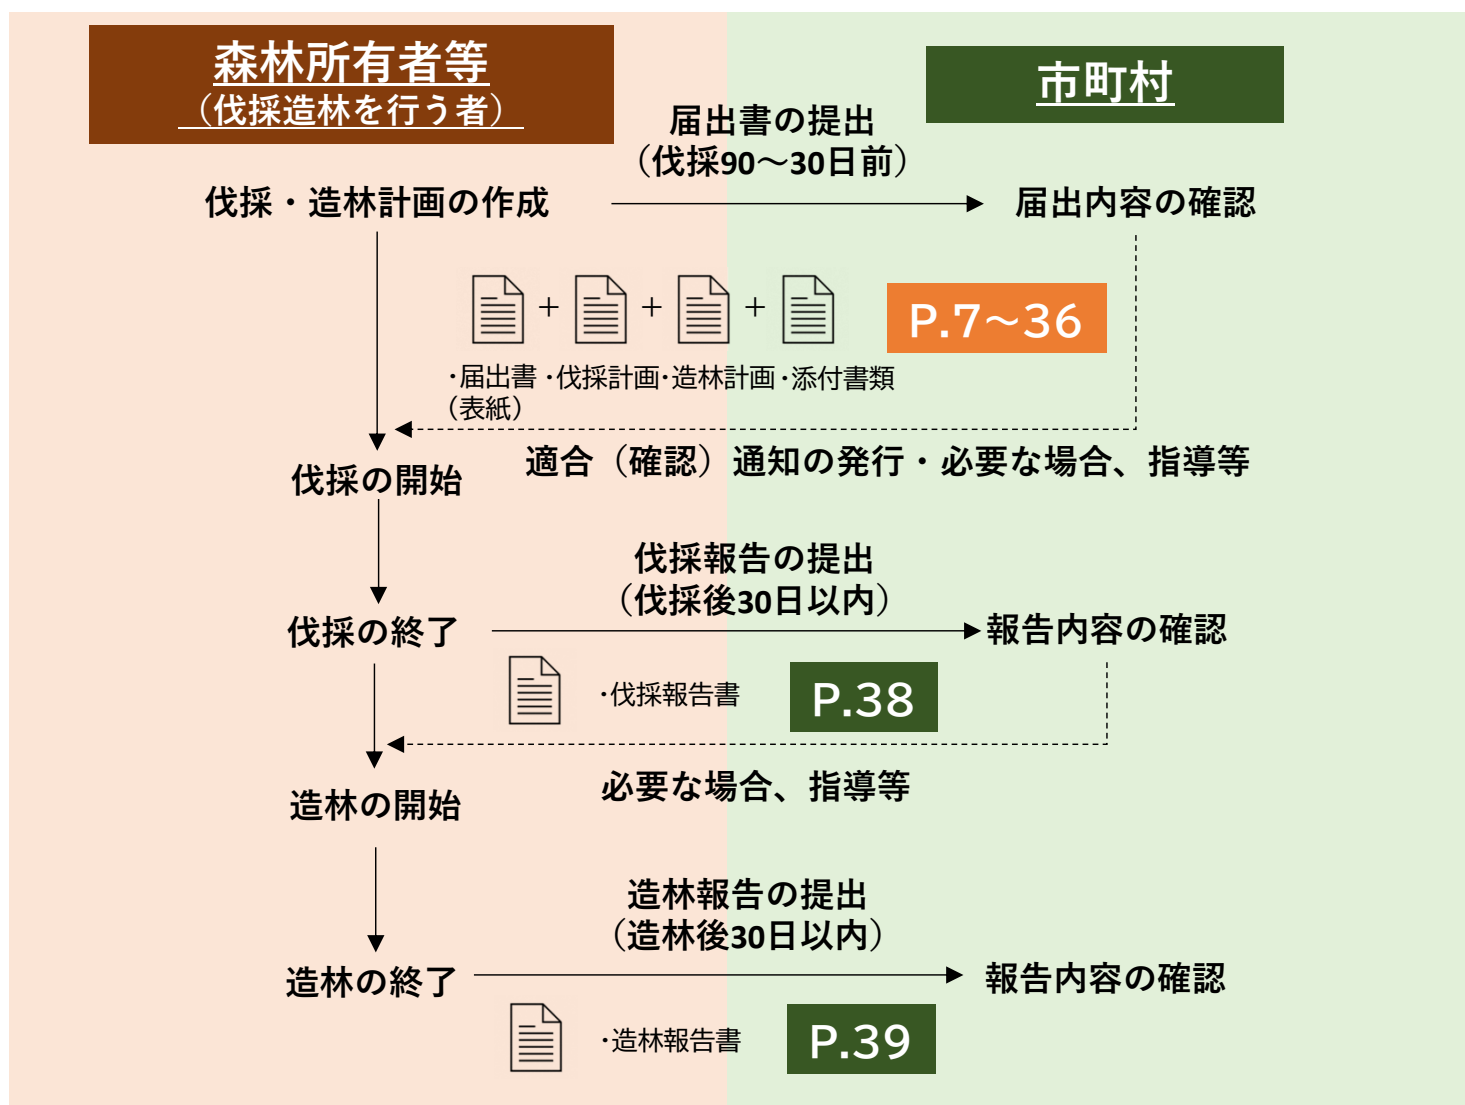 森林所有者等
（伐採造林を行う者）
市町村
届出書の提出
（伐採90～30日前）
伐採・造林計画の作成
届出内容の確認
＋ ＋ ＋
P.7～36
・届出書 ・伐採計画 ・造林計画 ・添付書類
（表紙）
適合（確認）通知の発行・必要な場合、指導等
伐採の開始
伐採報告の提出
（伐採後30日以内）
伐採の終了
報告内容の確認
・伐採報告書
P.38
必要な場合、指導等
造林の開始
造林報告の提出
（造林後30日以内）
造林の終了
報告内容の確認
・造林報告書
P.39